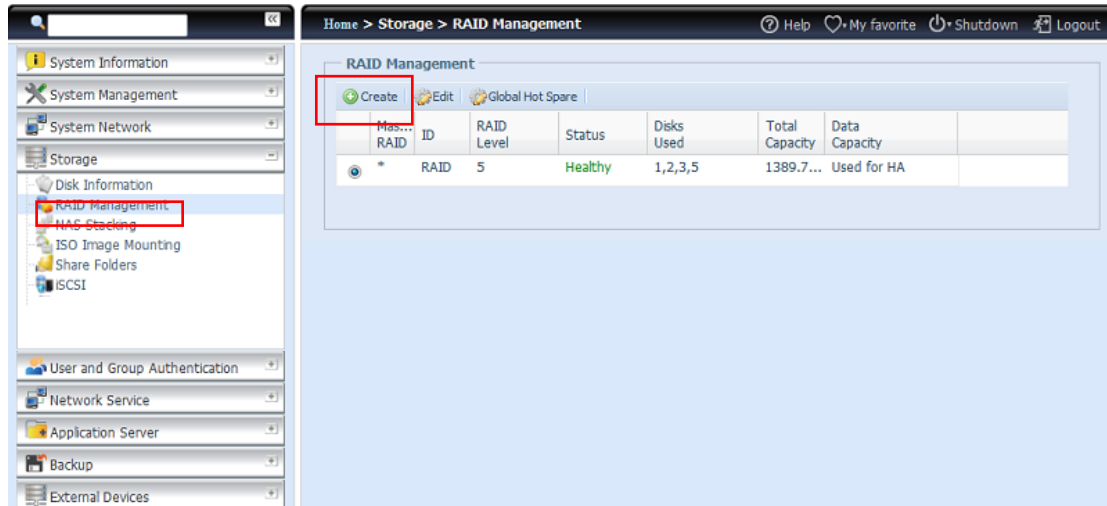 Home > Storage > RAID Management
Help My favorite Shutdown Logout
System Information
System Management
System Network
Storage
Disk Information
RAID Management
NAS Stacking
ISO Image Mounting
Share Folders
iSCSI
User and Group Authentication
Network Service
Application Server
Backup
External Devices
RAID Management
Create Edit Global Hot Spare
Mas... RAID ID RAID Level Status Disks Used Total Capacity Data Capacity
* RAID 5 Healthy 1,2,3,5 1389.7... Used for HA